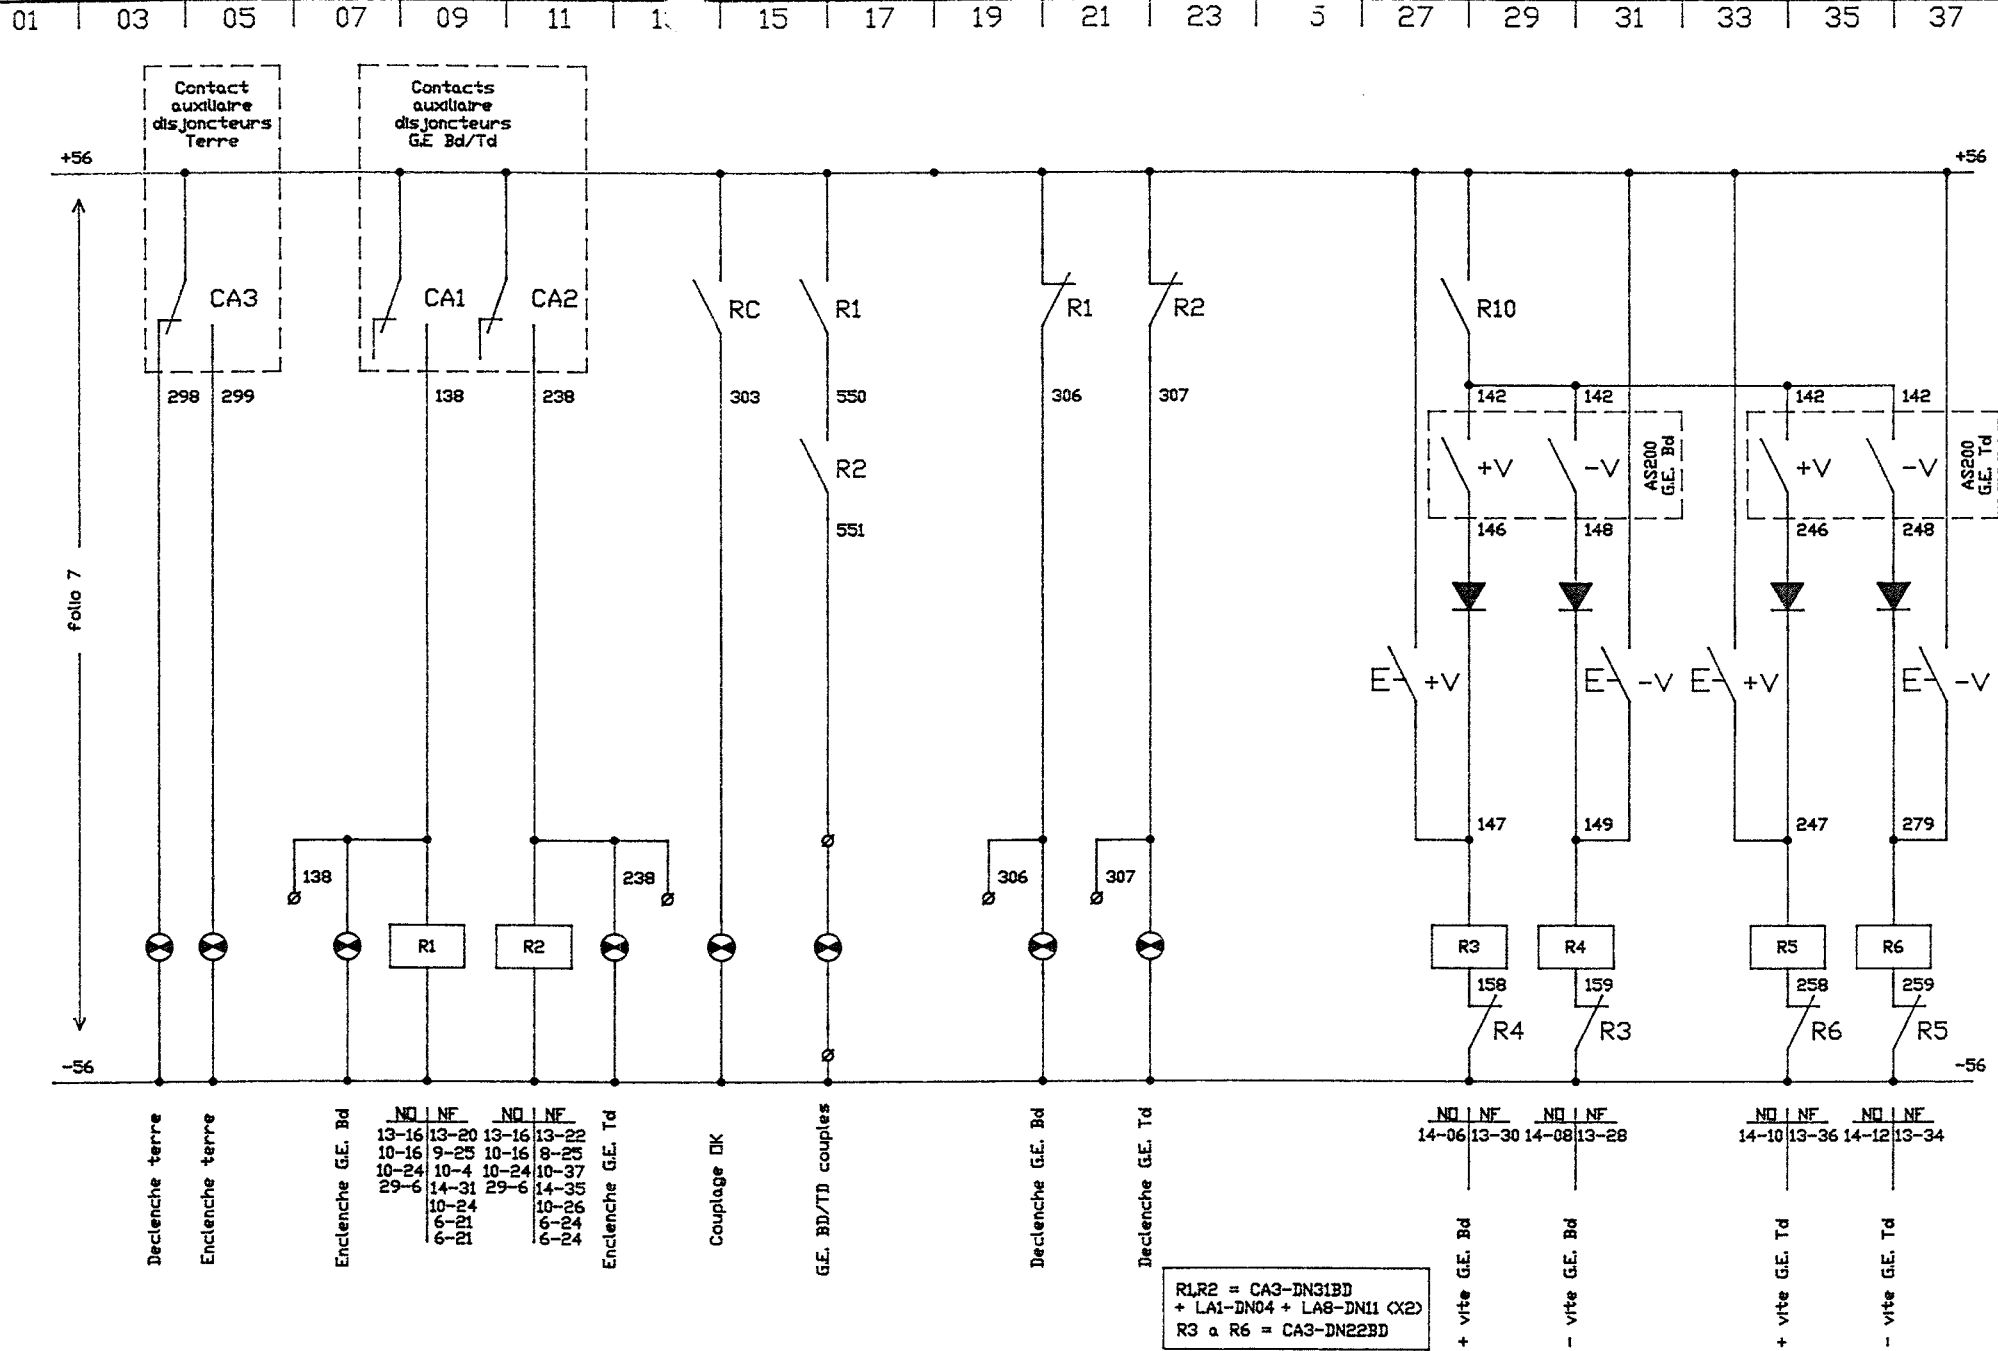 01 03 05 07 09 11 15 17 19 21 23 5 27 29 31 33 35 37
Contact
auxiliaire
disjoncteurs
Terre
Contacts
auxiliaire
disjoncteurs
G.E Bd/Td
+56
+56
CA3
CA1
CA2
RC
R1
R1
R2
R10
298
299
138
238
303
550
306
307
142
142
142
142
R2
+V
-V
AS200
G.E. Bd
+V
-V
AS200
G.E. Td
551
146
148
246
248
folio 7
E
+V
E
-V
E
+V
E
-V
147
149
247
279
138
238
306
307
R1
R2
R3
R4
R5
R6
158
159
258
259
R4
R3
R6
R5
-56
-56
Declenche terre
Enclenche terre
Enclenche G.E. Bd
NO NF
13-16 13-20
10-16 9-25
10-24 10-4
29-6 14-31
10-24
6-21
6-21
NO NF
13-16 13-22
10-16 8-25
10-24 10-37
29-6 14-35
10-26
6-24
6-24
Enclenche G.E. Td
Couplage OK
G.E. BD/TD couples
Declenche G.E. Bd
Declenche G.E. Td
NO NF
14-06 13-30
NO NF
14-08 13-28
NO NF
14-10 13-36
NO NF
14-12 13-34
+ vite G.E. Bd
- vite G.E. Bd
+ vite G.E. Td
- vite G.E. Td
R1,R2 = CA3-DN31BD
+ LA1-DN04 + LA8-DN11 (X2)
R3 a R6 = CA3-DN22BD